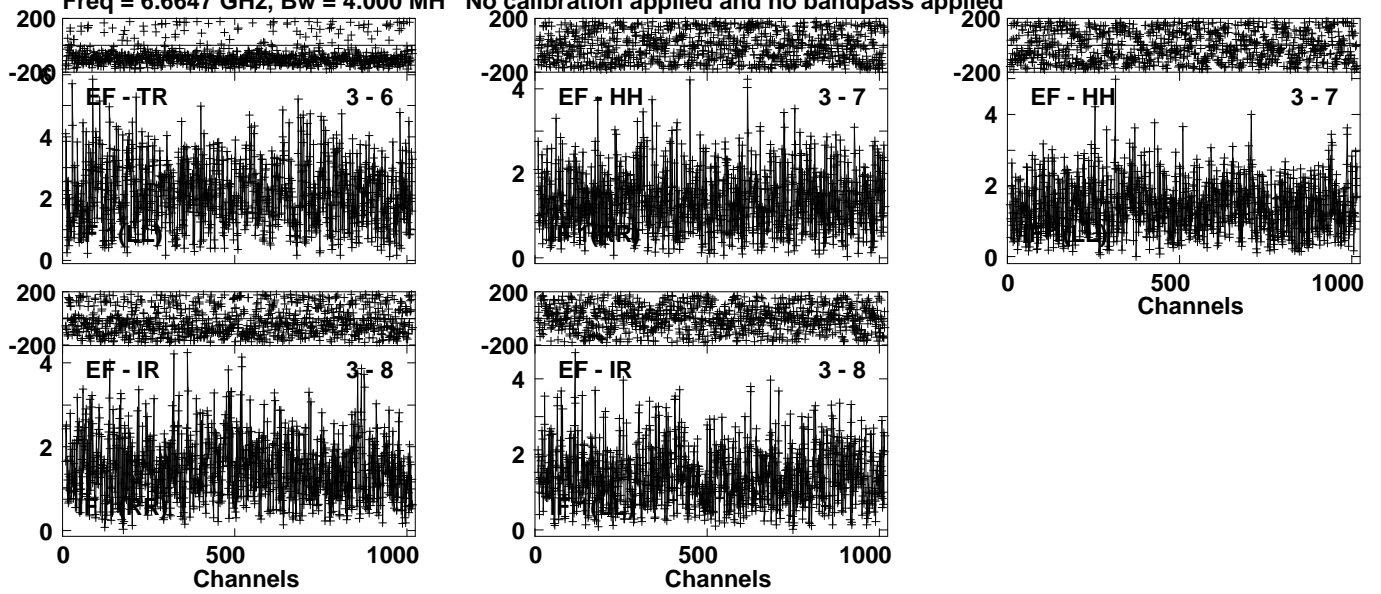 Freq = 6.6647 GHz, Bw = 4.000 MH No calibration applied and no bandpass applied
200
-200
6
4
2
0
EF - TR 3 - 6
(LL)
200
-200
4
2
0
EF - HH 3 - 7
(RR)
200
-200
4
2
0
EF - HH 3 - 7
0 500 1000
Channels
200
-200
4
2
0
EF - IR 3 - 8
(RR)
0 500 1000
Channels
200
-200
4
2
0
EF - IR 3 - 8
0 500 1000
Channels